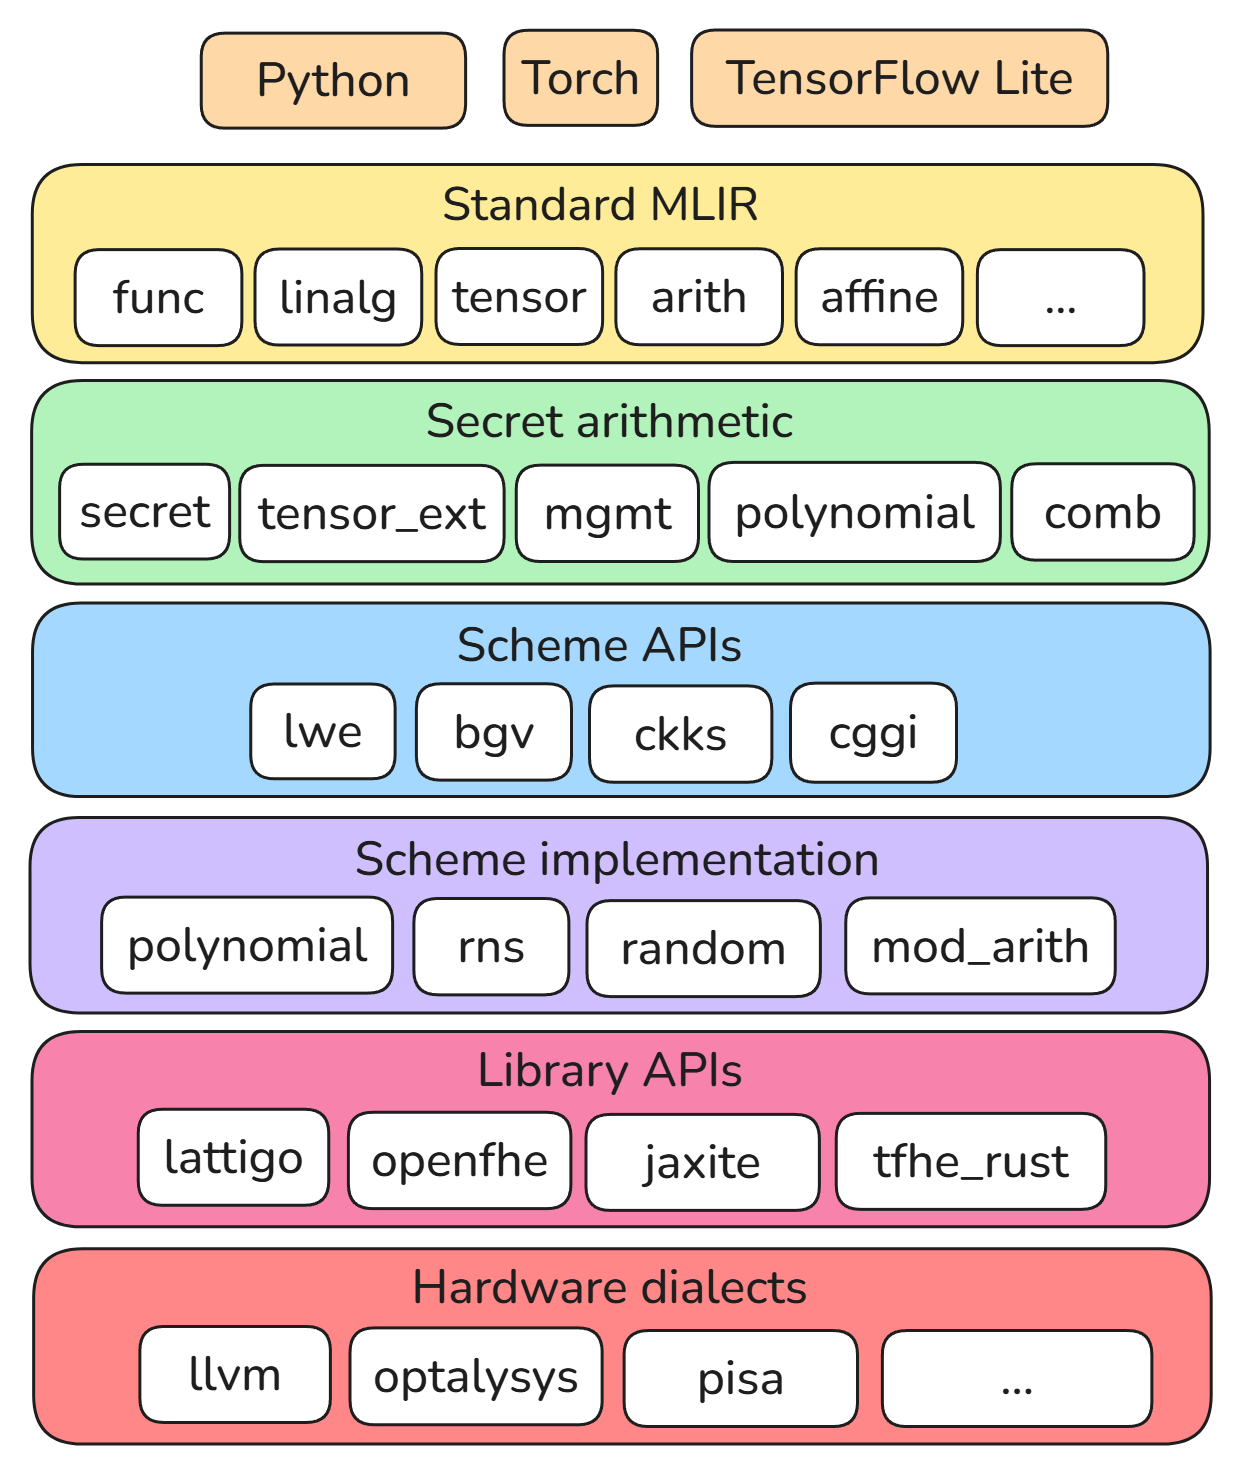 Python Torch TensorFlow Lite
Standard MLIR
func linalg tensor arith affine ...
Secret arithmetic
secret tensor_ext mgmt polynomial comb
Scheme APIs
lwe bgv ckks cggi
Scheme implementation
polynomial rns random mod_arith
Library APIs
lattigo openfhe jaxite tfhe_rust
Hardware dialects
llvm optalysys pisa ...